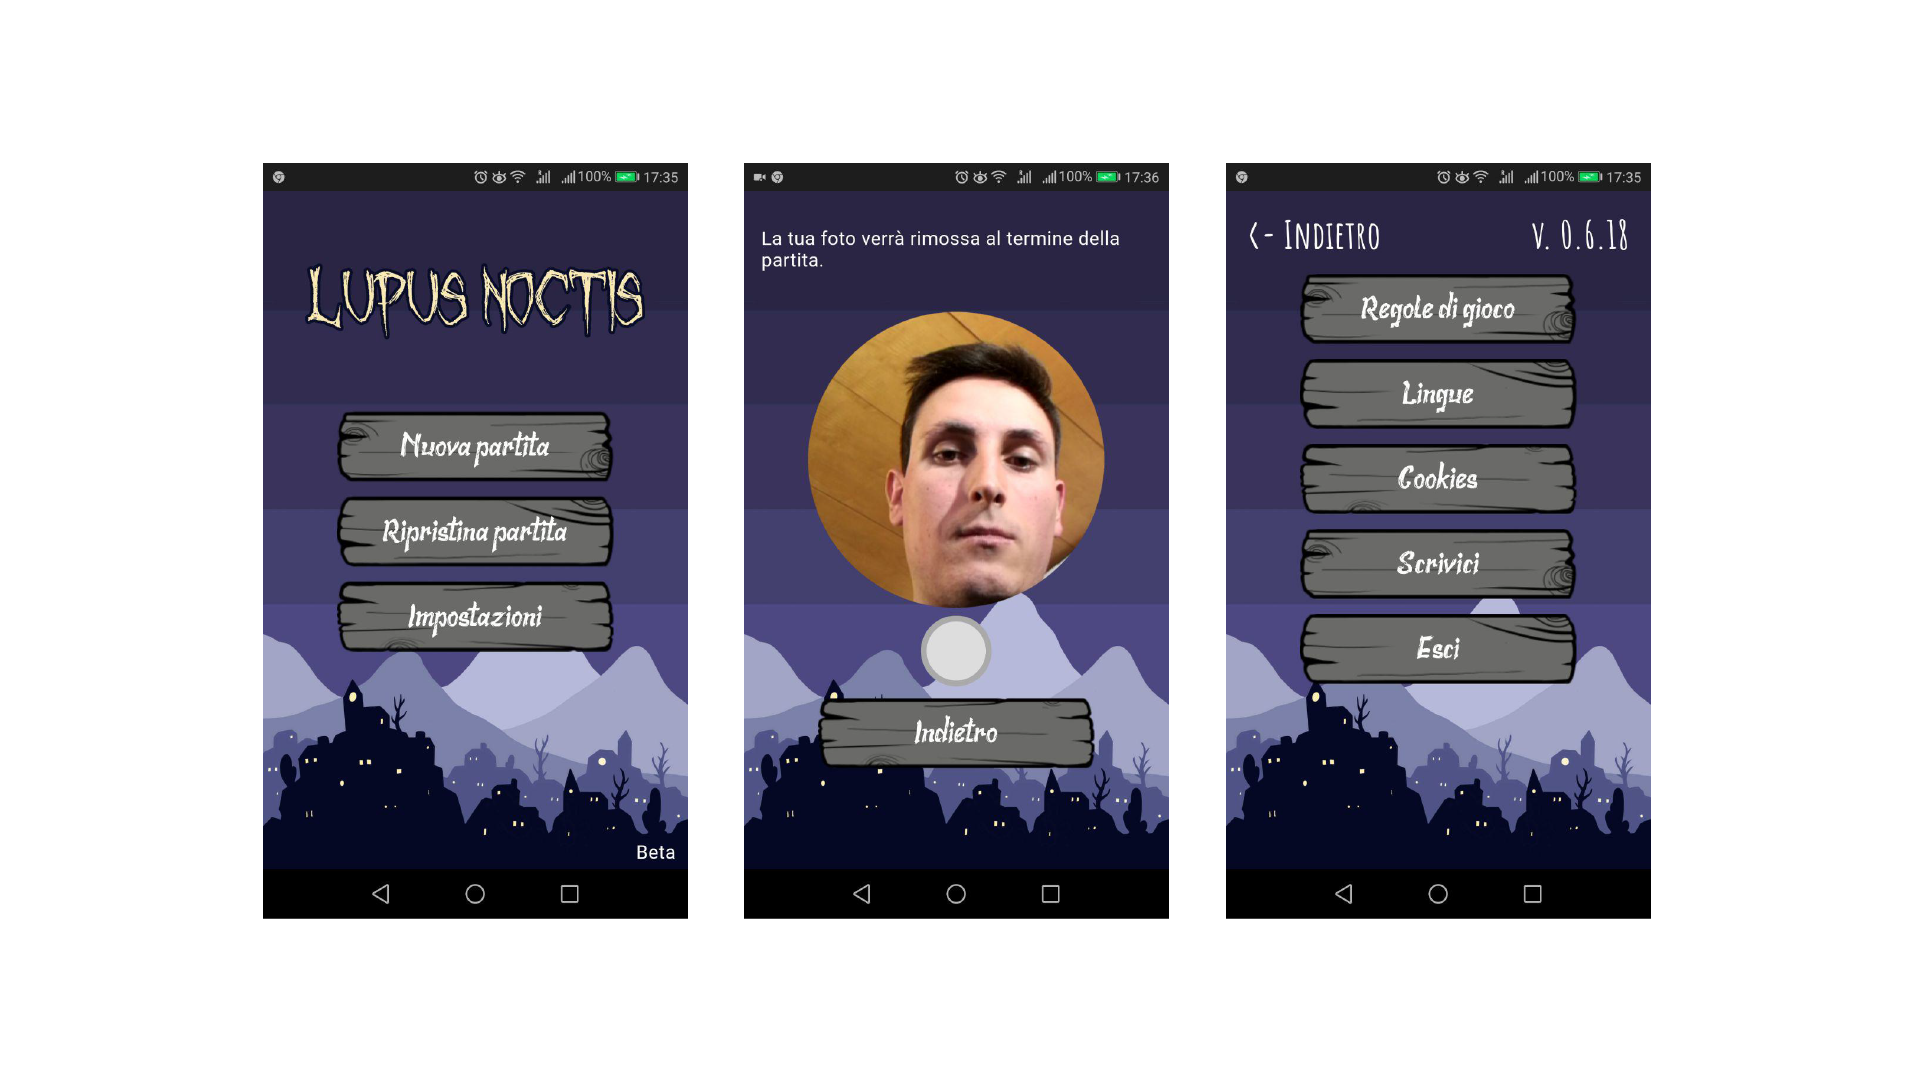 100% 17:35
LUPUS NOCTIS
Nuova partita
Ripristina partita
Impostazioni
Beta
100% 17:36
La tua foto verrà rimossa al termine della
partita.
Indietro
100% 17:35
<- INDIETRO V. 0.6.18
Regole di gioco
Lingue
Cookies
Scrivici
Esci